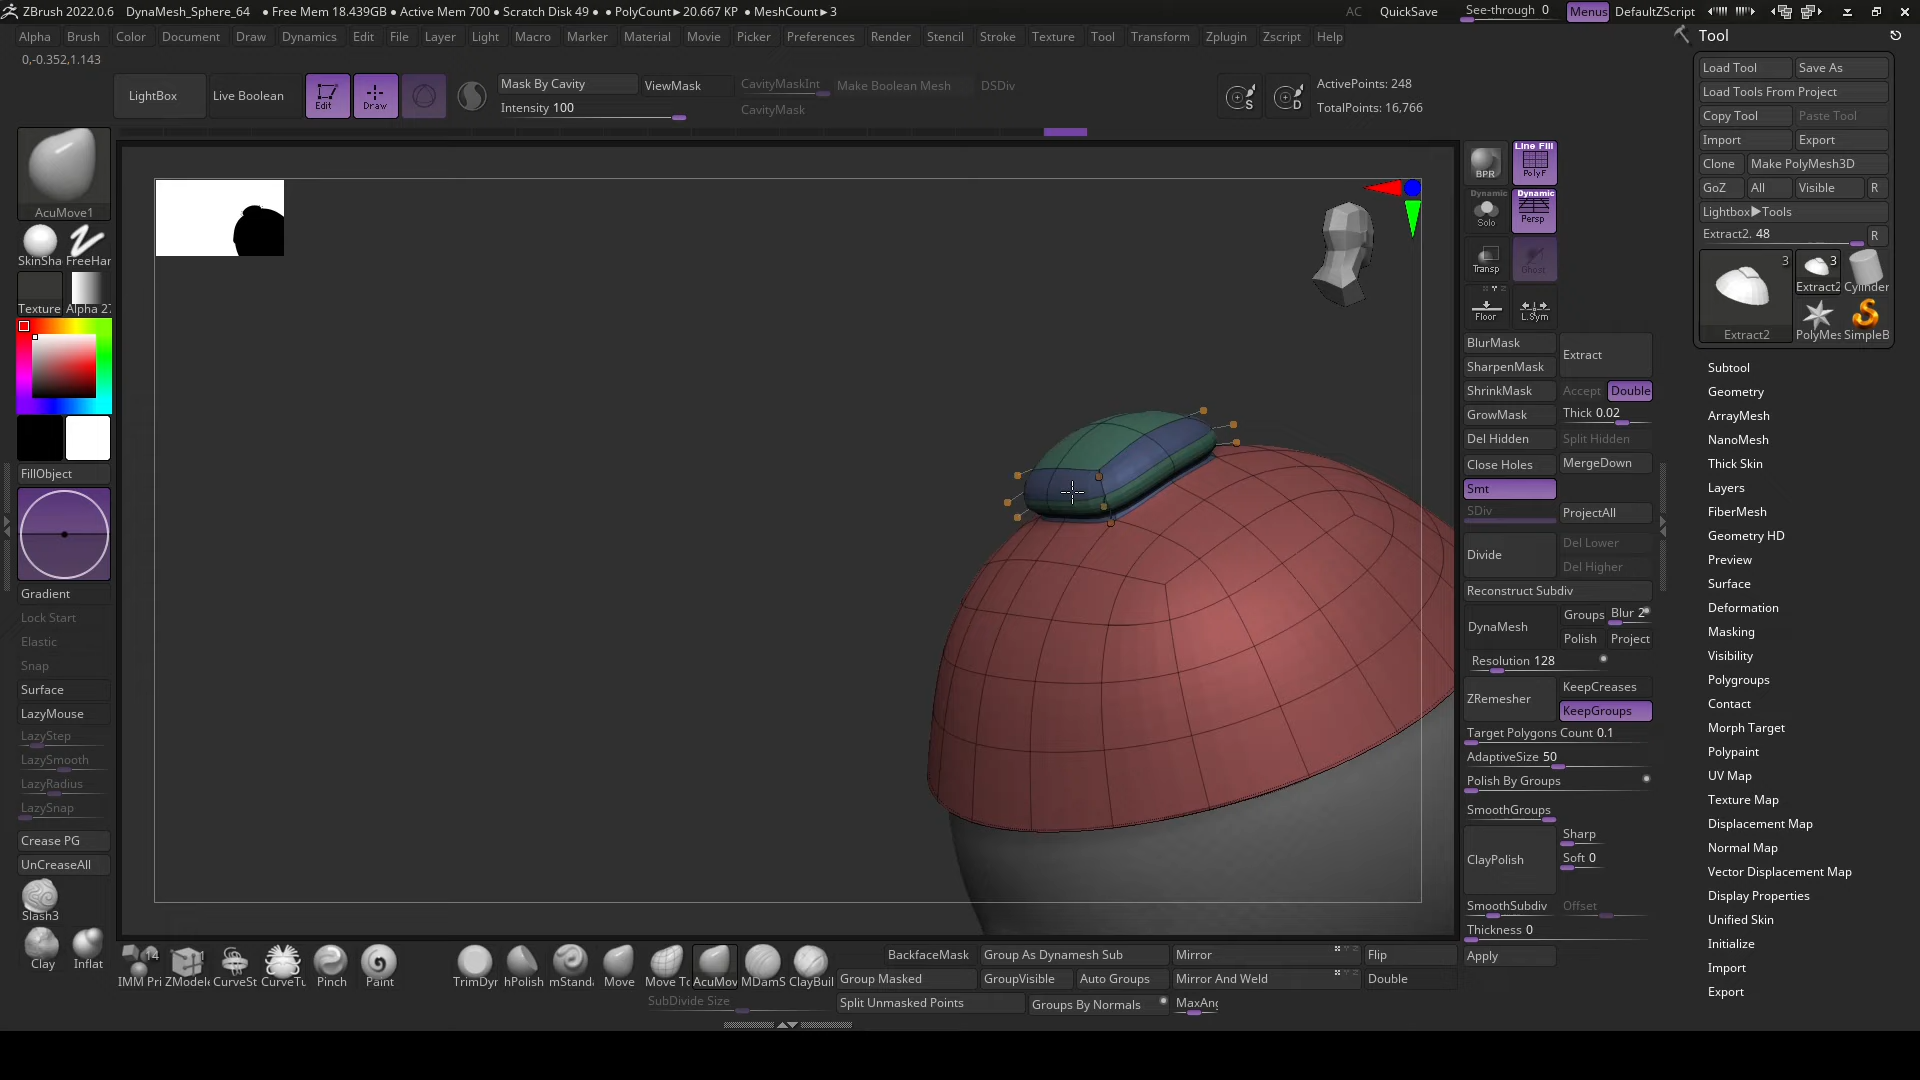 ZBrush 2022.0.6 DynaMesh_Sphere_64 • Free Mem 18.439GB • Active Mem 700 • Scratch Disk 49 • • PolyCount► 20.667 KP • MeshCount► 3 AC QuickSave See-through 0 Menus DefaultZScript
Alpha Brush Color Document Draw Dynamics Edit File Layer Light Macro Marker Material Movie Picker Preferences Render Stencil Stroke Texture Tool Transform Zplugin Zscript Help
Tool
0,-0.352,1.143
Load Tool Save As
Load Tools From Project
Copy Tool Paste Tool
Import Export
Clone Make PolyMesh3D
GoZ All Visible R
Lightbox►Tools
Extract2. 48 R
3 3
Extract2 Cylinder
Extract2 PolyMes SimpleB
LightBox Live Boolean Edit Draw
Mask By Cavity ViewMask CavityMaskInt Make Boolean Mesh DSDiv
Intensity 100 CavityMask
S D
ActivePoints: 248
TotalPoints: 16,766
AcuMove1
SkinSha FreeHan
Texture Alpha 27
FillObject
Gradient
Lock Start
Elastic
Snap
Surface
LazyMouse
LazyStep
LazySmooth
LazyRadius
LazySnap
Crease PG
UnCreaseAll
Slash3
Clay Inflat
BPR Line Fill PolyF
Dynamic Solo Dynamic Persp
Transp Ghost
Floor L.Sym
BlurMask Extract
SharpenMask
ShrinkMask Accept Double
GrowMask Thick 0.02
Del Hidden Split Hidden
Close Holes MergeDown
Smt
SDiv ProjectAll
Divide Del Lower
Del Higher
Reconstruct Subdiv
DynaMesh Groups Blur 2
Polish Project
Resolution 128
ZRemesher KeepCreases
KeepGroups
Target Polygons Count 0.1
AdaptiveSize 50
Polish By Groups
SmoothGroups
ClayPolish Sharp
Soft 0
SmoothSubdiv Offset
Thickness 0
Apply
Subtool
Geometry
ArrayMesh
NanoMesh
Thick Skin
Layers
FiberMesh
Geometry HD
Preview
Surface
Deformation
Masking
Visibility
Polygroups
Contact
Morph Target
Polypaint
UV Map
Texture Map
Displacement Map
Normal Map
Vector Displacement Map
Display Properties
Unified Skin
Initialize
Import
Export
14
IMM Pri ZModele CurveSt CurveTu Pinch Paint TrimDyn hPolish mStand Move Move To AcuMov MDamS ClayBuil
SubDivide Size
BackfaceMask Group As Dynamesh Sub Mirror Flip
Group Masked GroupVisible Auto Groups Mirror And Weld Double
Split Unmasked Points Groups By Normals MaxAng